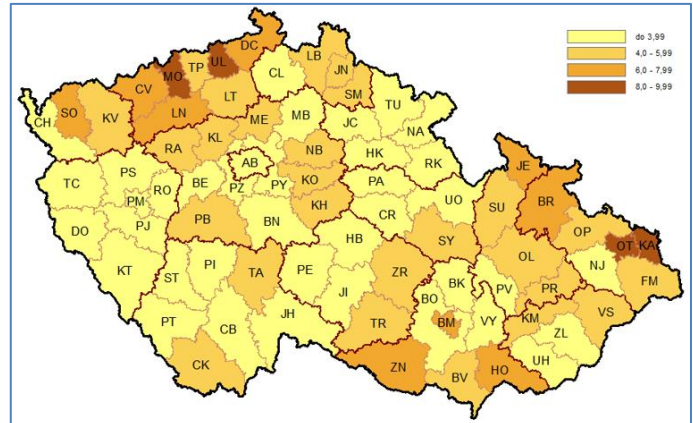 do 3,99
4,0 - 5,99
6,0 - 7,99
8,0 - 9,99
DC
LB
UL
TP
JN
MO
CL
CV
LT
SM
SO
LN
TU
CH
KV
ME
MB
JC
NA
KL
RA
NB
HK
RK
AB
JE
TC
PS
BE
KO
PA
RO
PZ
PY
BR
PM
KH
UO
SU
PB
CR
OP
DO
PJ
BN
SY
OT
KA
HB
OL
NJ
KT
ST
PI
TA
PE
ZR
BK
FM
JI
BO
PV
PR
PT
CB
JH
TR
BM
VY
KM
VS
ZL
CK
ZN
HO
UH
BV